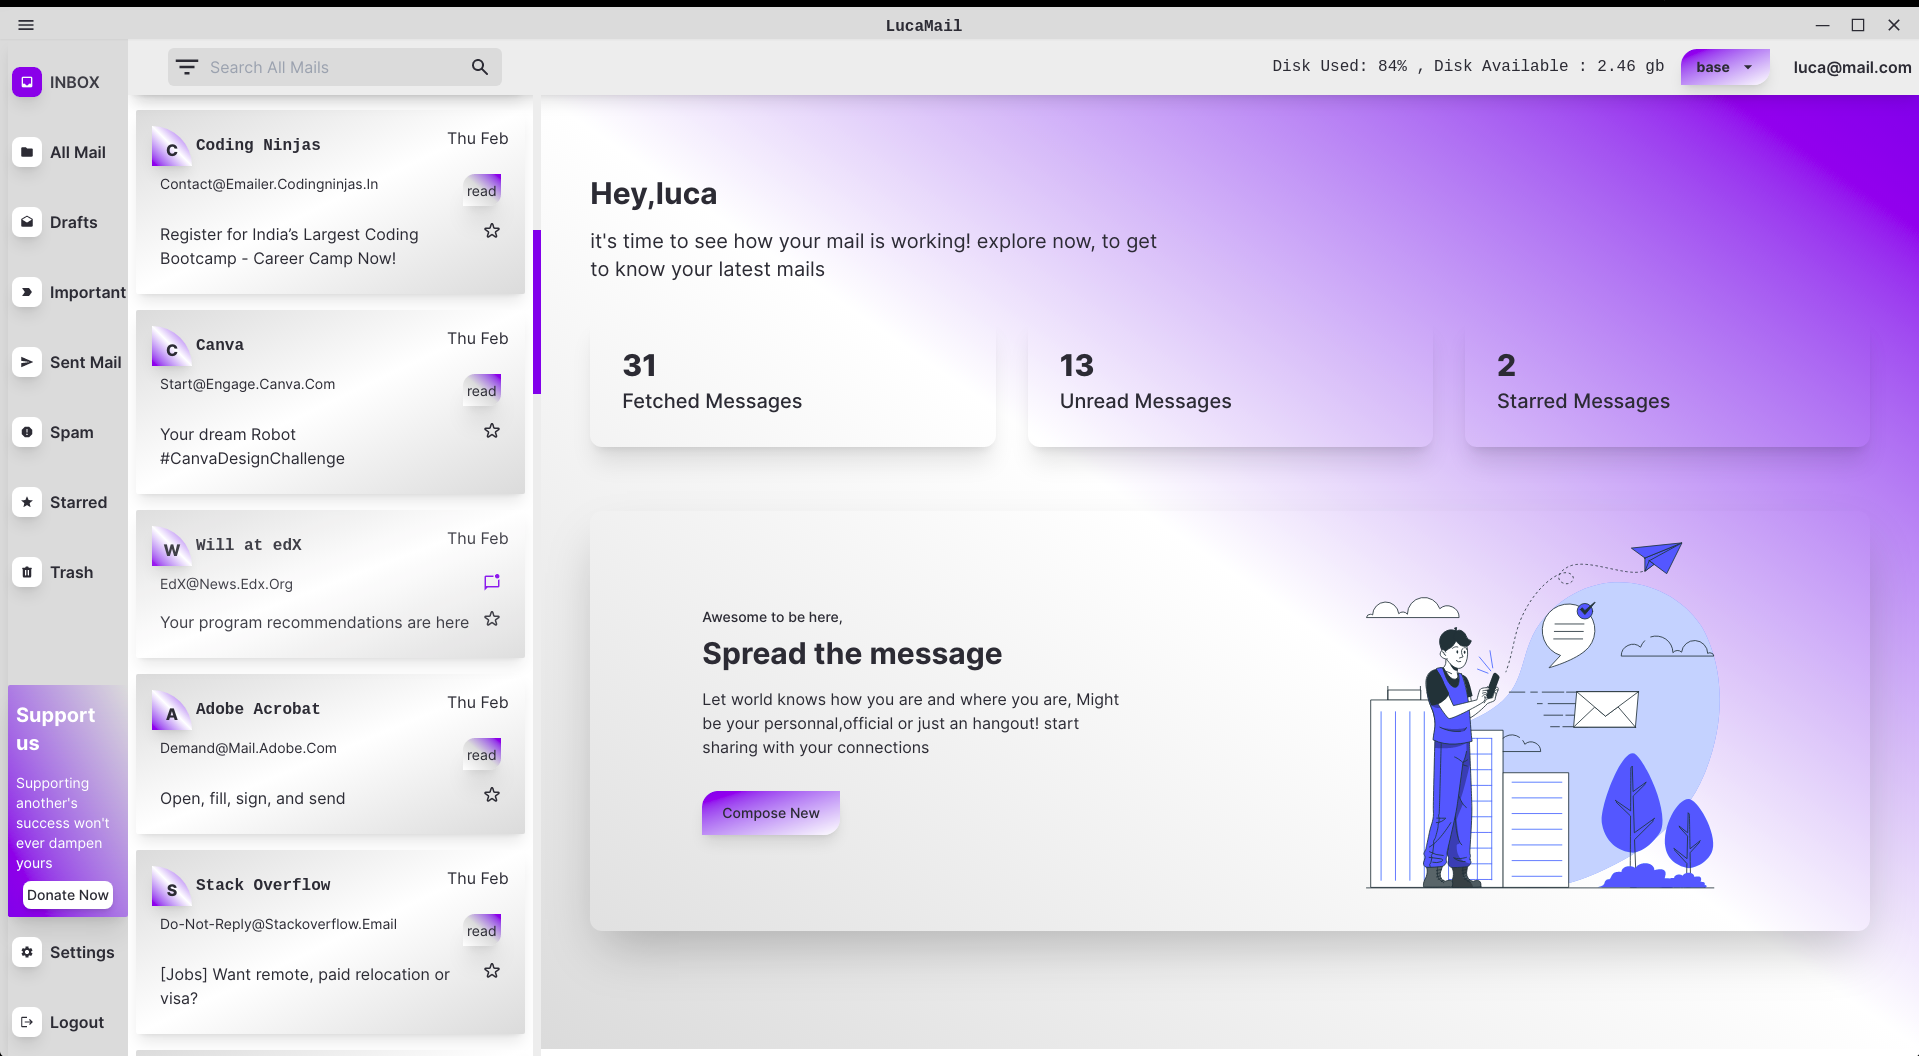 LucaMail
Search All Mails
Disk Used: 84% , Disk Available : 2.46 gb
base
luca@mail.com
INBOX
All Mail
Drafts
Important
Sent Mail
Spam
Starred
Trash
Support
us
Supporting
another's
success won't
ever dampen
yours
Donate Now
Settings
Logout
C
Coding Ninjas
Thu Feb
Contact@Emailer.Codingninjas.In
read
Register for India’s Largest Coding
Bootcamp - Career Camp Now!
C
Canva
Thu Feb
Start@Engage.Canva.Com
read
Your dream Robot
#CanvaDesignChallenge
W
Will at edX
Thu Feb
EdX@News.Edx.Org
Your program recommendations are here
A
Adobe Acrobat
Thu Feb
Demand@Mail.Adobe.Com
read
Open, fill, sign, and send
S
Stack Overflow
Thu Feb
Do-Not-Reply@Stackoverflow.Email
read
[Jobs] Want remote, paid relocation or
visa?
Hey,luca
it's time to see how your mail is working! explore now, to get
to know your latest mails
31
Fetched Messages
13
Unread Messages
2
Starred Messages
Awesome to be here,
Spread the message
Let world knows how you are and where you are, Might
be your personnal,official or just an hangout! start
sharing with your connections
Compose New